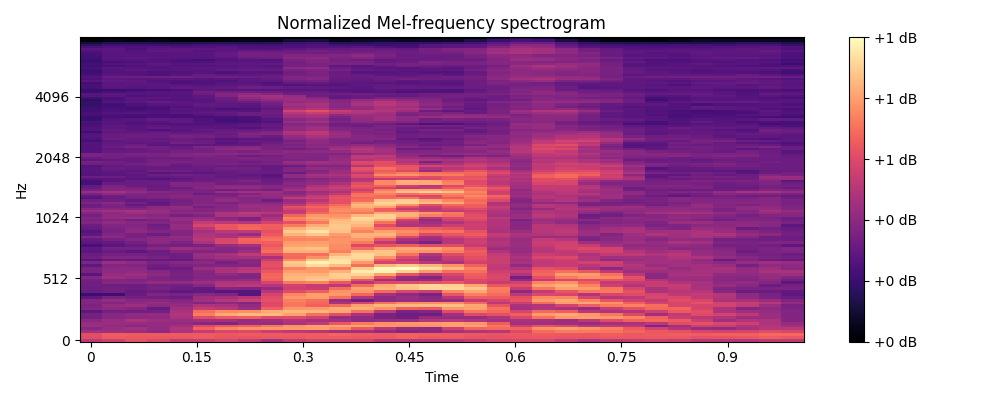 Normalized Mel-frequency spectrogram
Hz
4096
2048
1024
512
0
0 0.15 0.3 0.45 0.6 0.75 0.9
Time
+1 dB
+1 dB
+1 dB
+0 dB
+0 dB
+0 dB